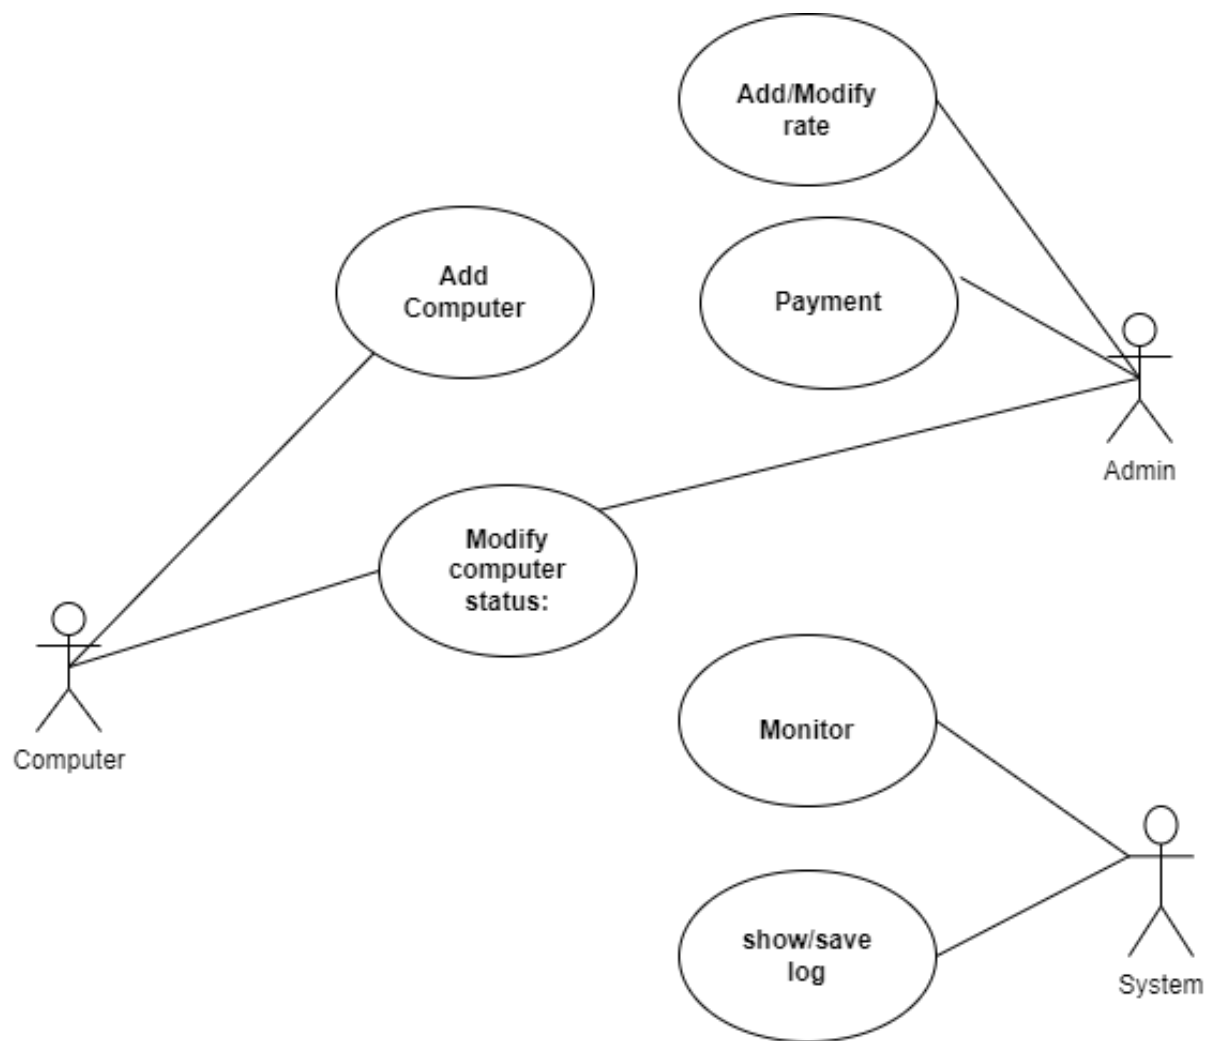 Add/Modify
rate
Add
Computer
Payment
Admin
Modify
computer
status:
Computer
Monitor
show/save
log
System